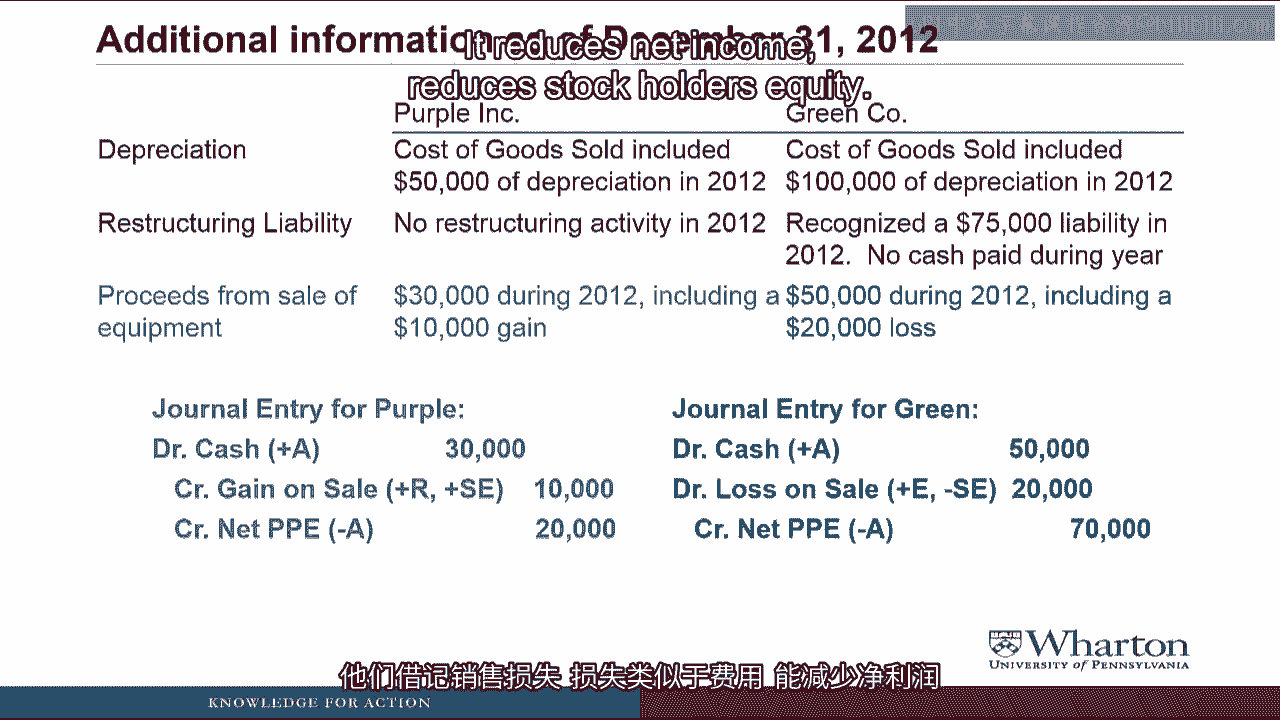 Additional information as of December 31, 2012
It reduces net income,
reduces stock holders equity.
Purple Inc. Green Co.
Depreciation Cost of Goods Sold included Cost of Goods Sold included
$50,000 of depreciation in 2012 $100,000 of depreciation in 2012
Restructuring Liability No restructuring activity in 2012 Recognized a $75,000 liability in
2012. No cash paid during year
Proceeds from sale of $30,000 during 2012, including a $50,000 during 2012, including a
equipment $10,000 gain $20,000 loss
Journal Entry for Purple: Journal Entry for Green:
Dr. Cash (+A) 30,000 Dr. Cash (+A) 50,000
Cr. Gain on Sale (+R, +SE) 10,000 Dr. Loss on Sale (+E, -SE) 20,000
Cr. Net PPE (-A) 20,000 Cr. Net PPE (-A) 70,000
Wharton
UNIVERSITY of PENNSYLVANIA
他们借记销售损失 损失类似于费用 能减少净利润
KNOWLEDGE FOR ACTION